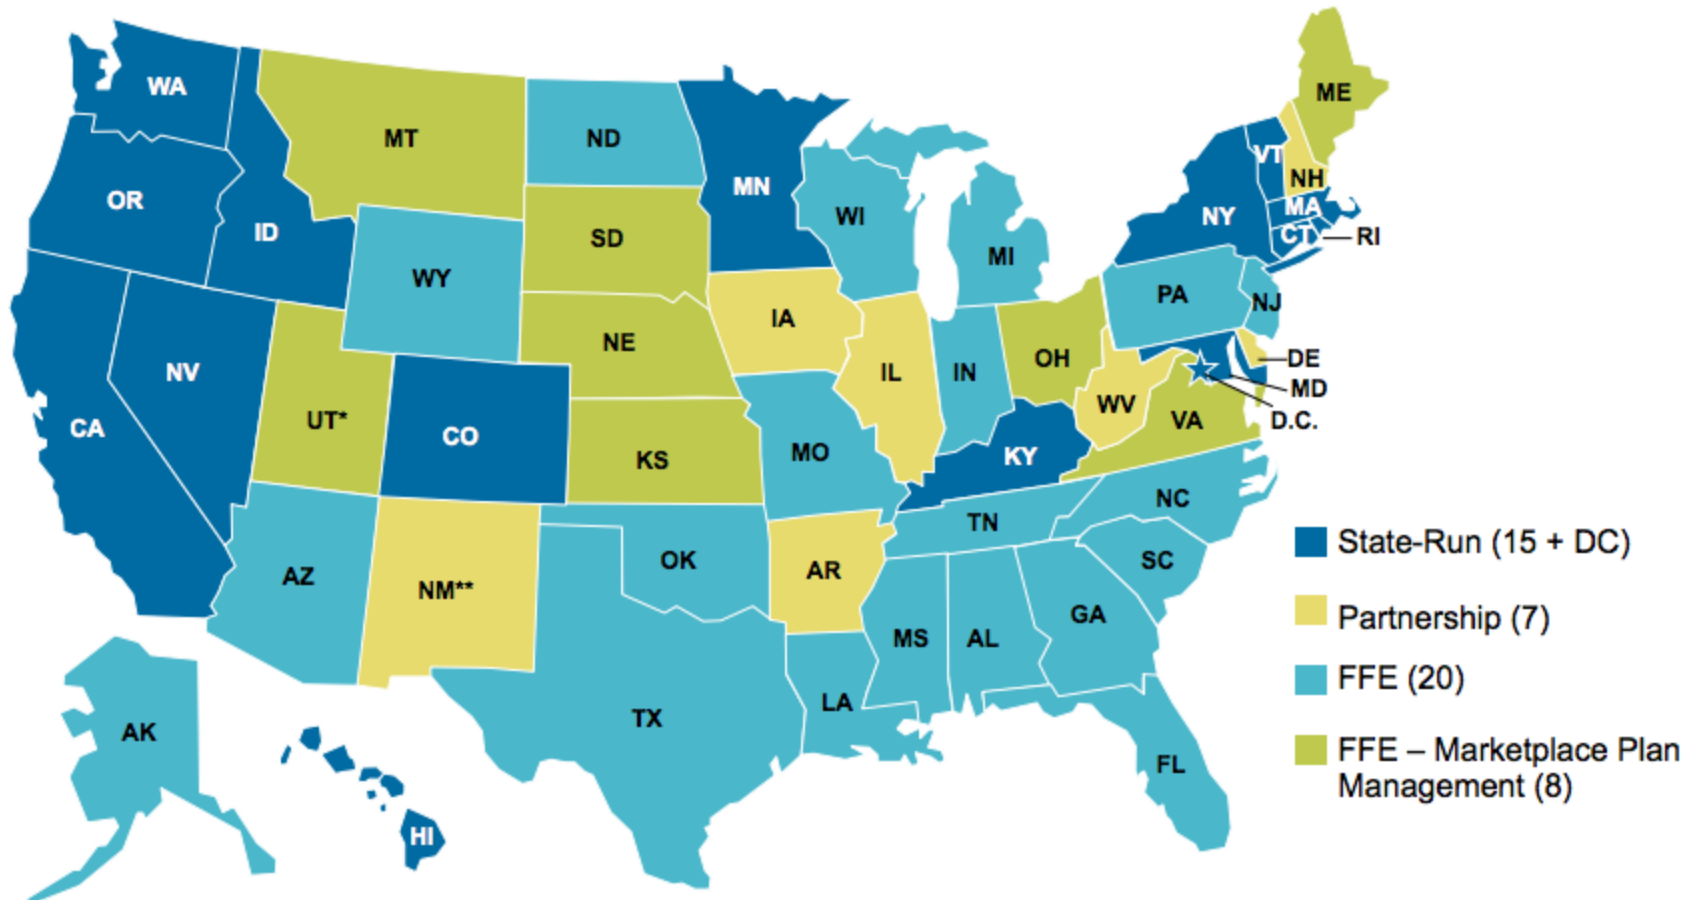 WA
MT
ND
MN
ME
OR
ID
SD
WI
MI
NY
VT
NH
MA
CT
RI
WY
NE
IA
PA
NJ
NV
UT*
CO
KS
MO
IL
IN
OH
WV
VA
DE
MD
D.C.
CA
KY
AZ
NM**
OK
AR
TN
NC
SC
MS
AL
GA
TX
LA
FL
AK
HI
State-Run (15 + DC)
Partnership (7)
FFE (20)
FFE – Marketplace Plan
Management (8)